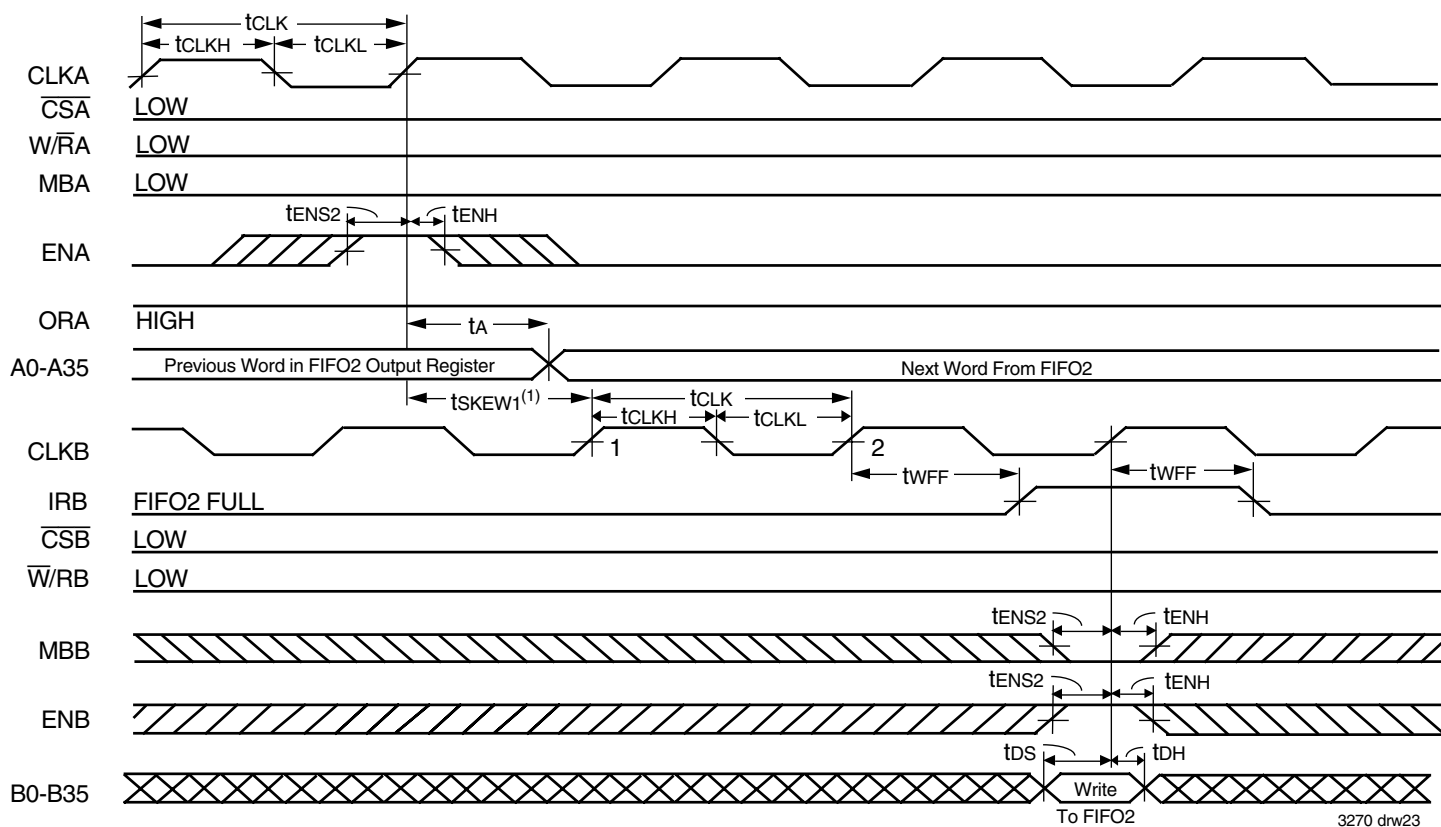 tCLK
tCLKH
tCLKL
CLKA
CSA
LOW
W/RA
LOW
MBA
LOW
tENS2
tENH
ENA
ORA
HIGH
tA
A0-A35
Previous Word in FIFO2 Output Register
Next Word From FIFO2
tSKEW1(1)
tCLK
tCLKH
tCLKL
CLKB
1
2
tWFF
tWFF
IRB
FIFO2 FULL
CSB
LOW
W/RB
LOW
tENS2
tENH
MBB
tENS2
tENH
ENB
tDS
tDH
B0-B35
Write
To FIFO2
3270 drw23